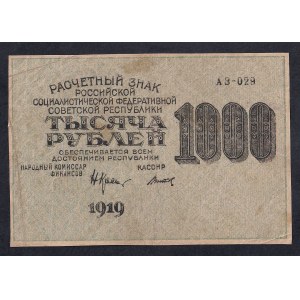 РАСЧЕТНЫЙ ЗНАК
РОССИЙСКОЙ
СОЦИАЛИСТИЧЕСКОЙ ФЕДЕРАТИВНОЙ
СОВЕТСКОЙ РЕСПУБЛИКИ
АЭ-029
ТЫСЯЧА
РУБЛЕЙ
1000
ОБЕСПЕЧИВАЕТСЯ ВСЕМ
ДОСТОЯНИЕМ РЕСПУБЛИКИ
НАРОДНЫЙ КОМИССАР
ФИНАНСОВ
КАССИР
1919